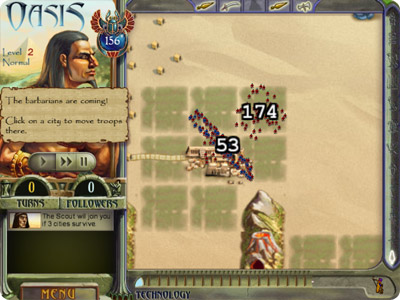 OASIS
156
Level 2
Normal
The barbarians are coming!
Click on a city to move troops
there.
174
53
0 0
TURNS FOLLOWERS
The Scout will join you
if 3 cities survive
MENU
TECHNOLOGY